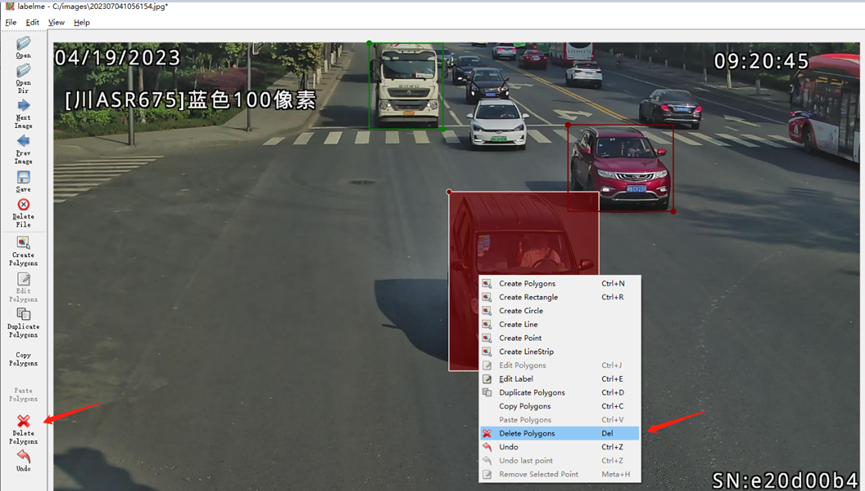 labelme - C:/images\202307041056154.jpg*
File Edit View Help
Open
Open
Dir
Next
Image
Prev
Image
Save
Delete
File
Create
Polygons
Edit
Polygons
Duplicate
Polygons
Copy
Polygons
Paste
Polygons
Delete
Polygons
Undo
04/19/2023
09:20:45
[川ASR675]蓝色100像素
Create Polygons Ctrl+N
Create Rectangle Ctrl+R
Create Circle
Create Line
Create Point
Create LineStrip
Edit Polygons Ctrl+J
Edit Label Ctrl+E
Duplicate Polygons Ctrl+D
Copy Polygons Ctrl+C
Paste Polygons Ctrl+V
Delete Polygons Del
Undo Ctrl+Z
Undo last point Ctrl+Z
Remove Selected Point Meta+H
SN:e20d00b4